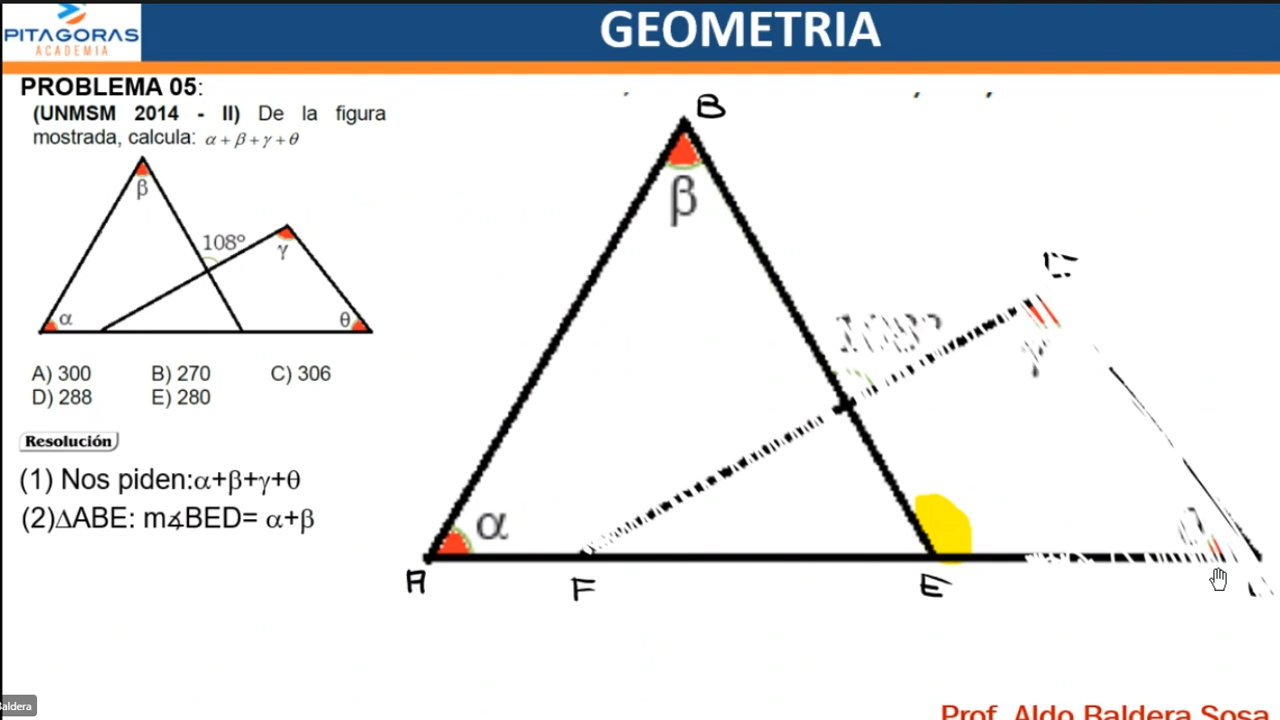 PITAGORAS
ACADEMIA
GEOMETRIA
PROBLEMA 05:
(UNMSM 2014 - II) De la figura
mostrada, calcula: α+β+γ+θ
β
108°
γ
α
θ
A) 300 B) 270 C) 306
D) 288 E) 280
Resolución
(1) Nos piden:α+β+γ+θ
(2)∆ABE: m∡BED= α+β
B
β
C
γ
α
A
F
E
Baldera
Prof. Aldo Baldera Sosa